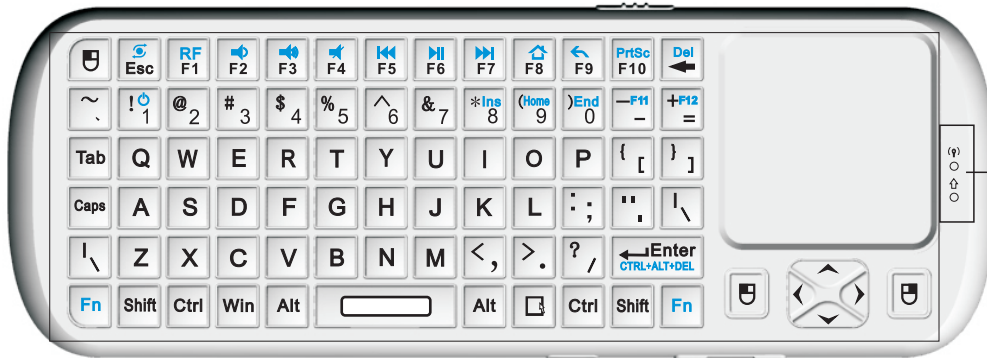 Esc RF F1 F2 F3 F4 F5 F6 F7 F8 F9 PrtSc F10 Del
~ ` ! 1 @ 2 # 3 $ 4 % 5 ^ 6 & 7 * Ins 8 ( Home 9 ) End 0 — F11 - + F12 =
Tab Q W E R T Y U I O P { [ } ]
Caps A S D F G H J K L : ; " ' | \
| \ Z X C V B N M < , > . ? / Enter
CTRL+ALT+DEL
Fn Shift Ctrl Win Alt Alt Ctrl Shift Fn